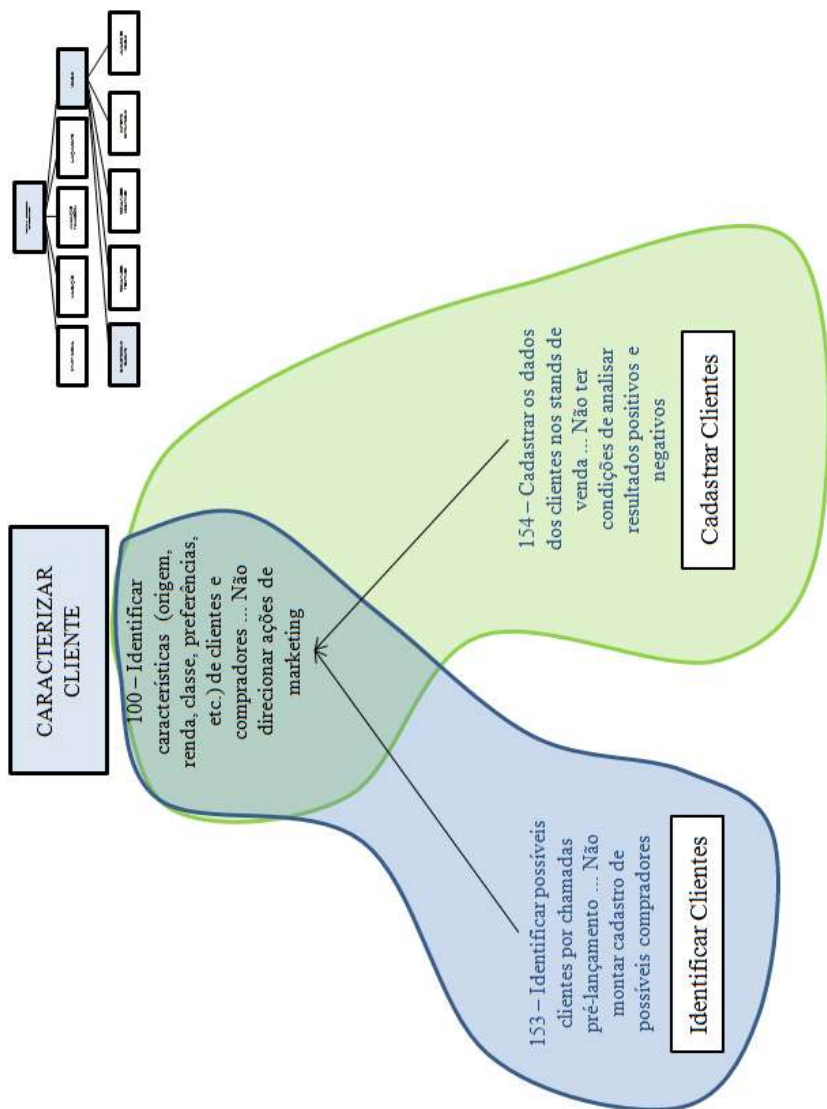 CARACTERIZAR
CLIENTE
100 – Identificar
características (origem,
renda, classe, preferências,
etc.) de clientes e
compradores ... Não
direcionar ações de
marketing
153 – Identificar possíveis
clientes por chamadas
pré-lançamento ... Não
montar cadastro de
possíveis compradores
Identificar Clientes
154 – Cadastrar os dados
dos clientes nos stands de
venda ... Não ter
condições de analisar
resultados positivos e
negativos
Cadastrar Clientes